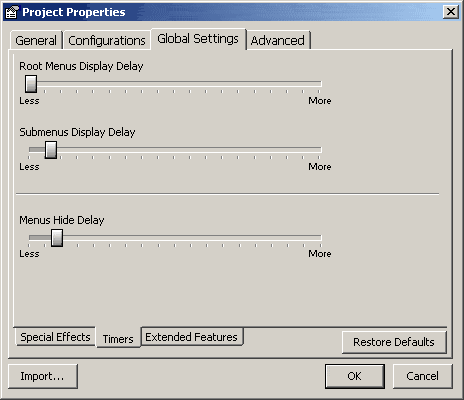 Project Properties
General Configurations Global Settings Advanced
Root Menus Display Delay
Less More
Submenus Display Delay
Less More
Menus Hide Delay
Less More
Special Effects Timers Extended Features
Restore Defaults
Import... OK Cancel